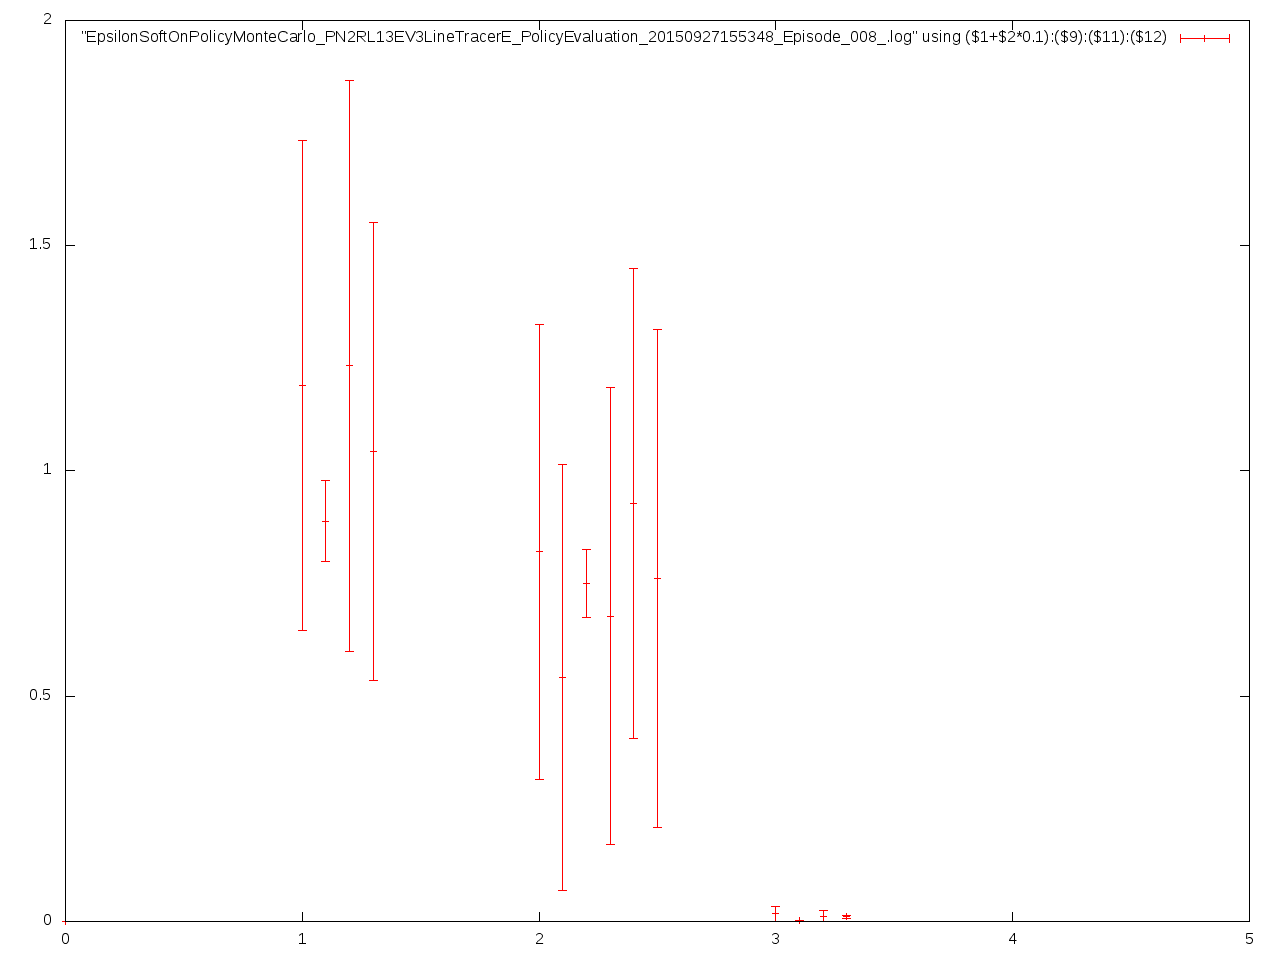 2
"EpsilonSoftOnPolicyMonteCarlo_PN2RL13EV3LineTracerE_PolicyEvaluation_20150927155348_Episode_008_.log" using ($1+$2*0.1):($9):($11):($12)
1.5
1
0.5
0
0 1 2 3 4 5